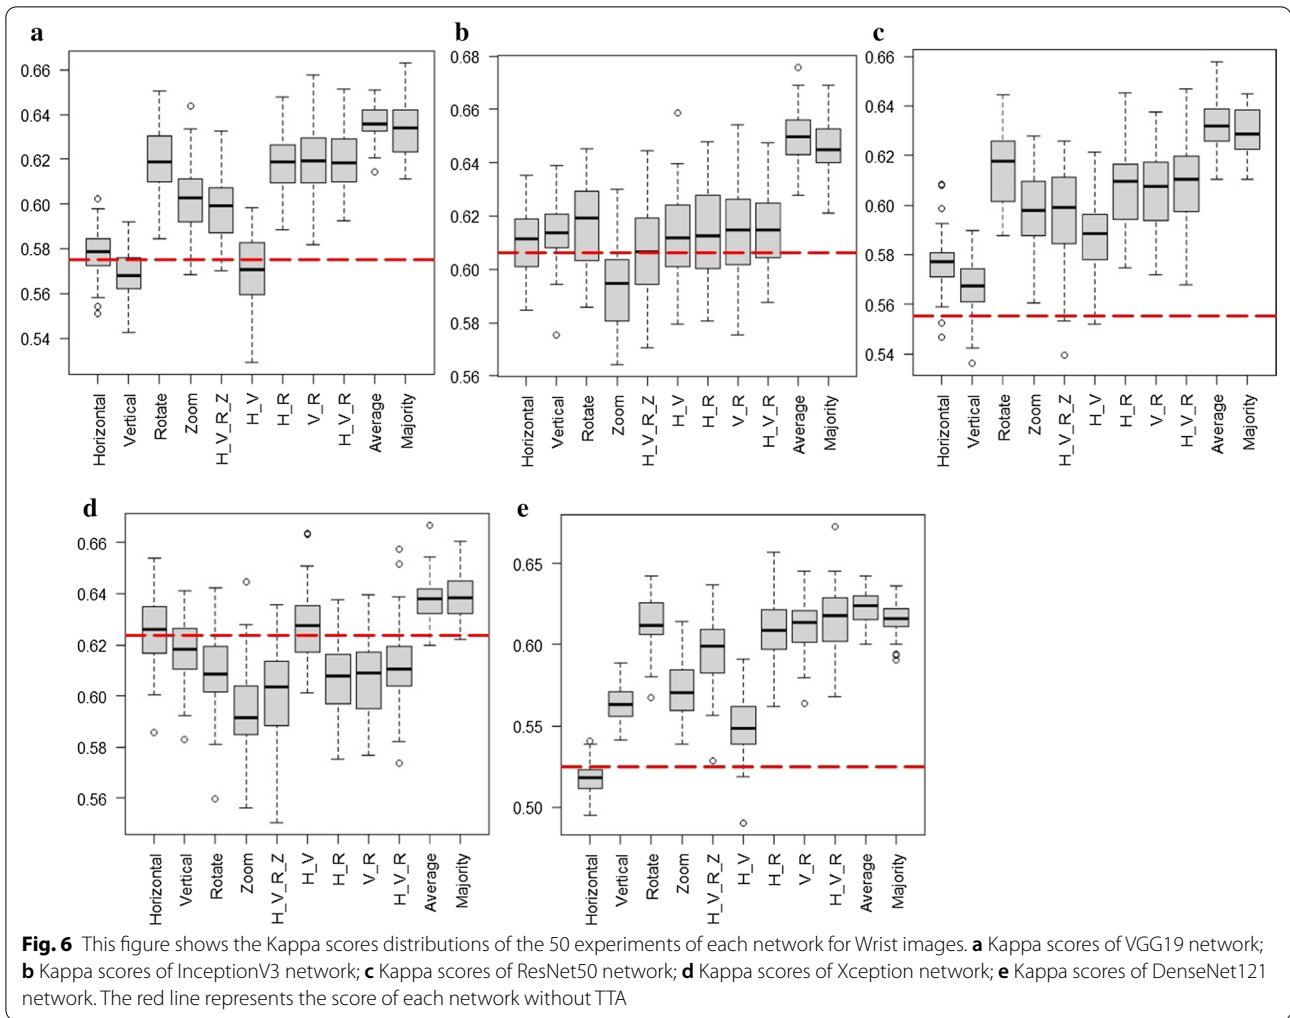 a
0.66
0.64
0.62
0.60
0.58
0.56
0.54
Horizontal
Vertical
Rotate
Zoom
H_V_R_Z
H_V
H_R
V_R
H_V_R
Average
Majority
b
0.68
0.66
0.64
0.62
0.60
0.58
0.56
Horizontal
Vertical
Rotate
Zoom
H_V_R_Z
H_V
H_R
V_R
H_V_R
Average
Majority
c
0.66
0.64
0.62
0.60
0.58
0.56
0.54
Horizontal
Vertical
Rotate
Zoom
H_V_R_Z
H_V
H_R
V_R
H_V_R
Average
Majority
d
0.66
0.64
0.62
0.60
0.58
0.56
Horizontal
Vertical
Rotate
Zoom
H_V_R_Z
H_V
H_R
V_R
H_V_R
Average
Majority
e
0.65
0.60
0.55
0.50
Horizontal
Vertical
Rotate
Zoom
H_V_R_Z
H_V
H_R
V_R
H_V_R
Average
Majority
Fig. 6 This figure shows the Kappa scores distributions of the 50 experiments of each network for Wrist images. a Kappa scores of VGG19 network;
b Kappa scores of InceptionV3 network; c Kappa scores of ResNet50 network; d Kappa scores of Xception network; e Kappa scores of DenseNet121
network. The red line represents the score of each network without TTA